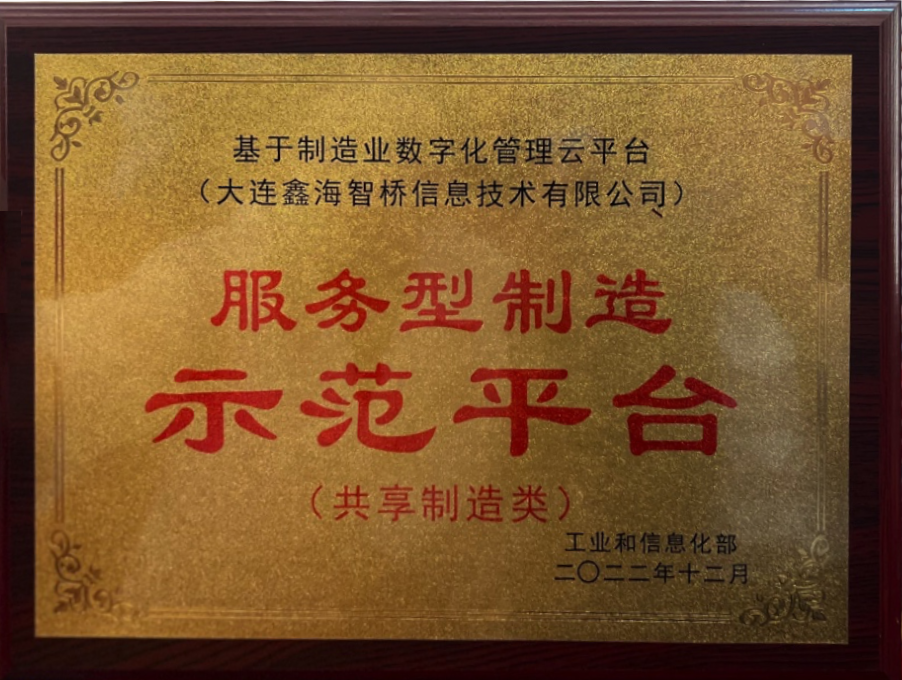 基于制造业数字化管理云平台
（大连鑫海智桥信息技术有限公司）
服务型制造
示范平台
（共享制造类）
工业和信息化部
二〇二二年十二月